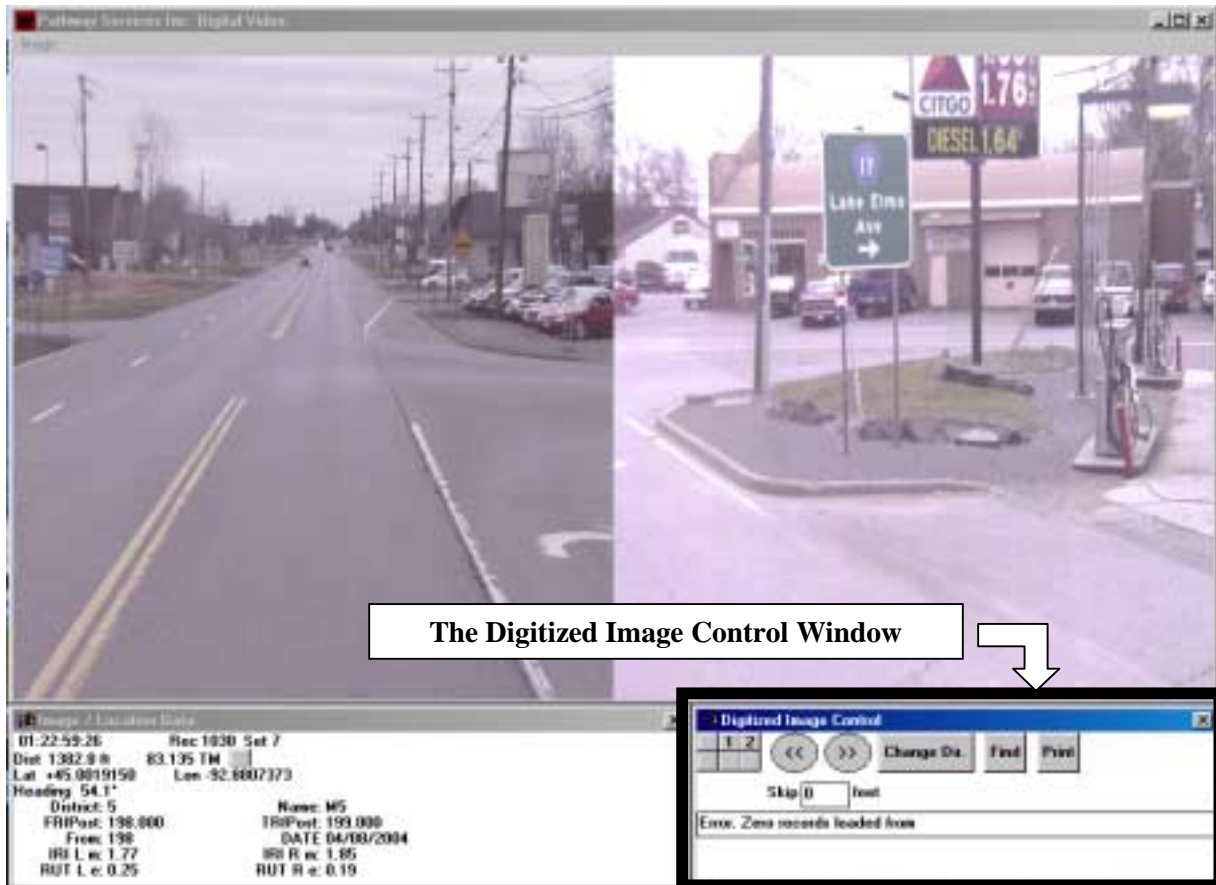 Pathway Services Inc. Digital Video
Image
CITGO
1.76
DIESEL 1.64
17
Lake Elmo
Ave
→
The Digitized Image Control Window
Image / Location Data
01:22:59:26 Rec 1030 Set 7
Dist 1382.8 ft 83.135 TM
Lat +45.0019150 Lon -92.8807373
Heading 54.1°
District: 5 Name: M5
FRIPost: 198.000 TRIPost: 199.000
From: 198 DATE 04/08/2004
IRI L m: 1.77 IRI R m: 1.85
RUT L e: 0.25 RUT R e: 0.19
Digitized Image Control
1 2
<< >> Change Da. Find Print
Skip 0 feet
Error. Zero records loaded from